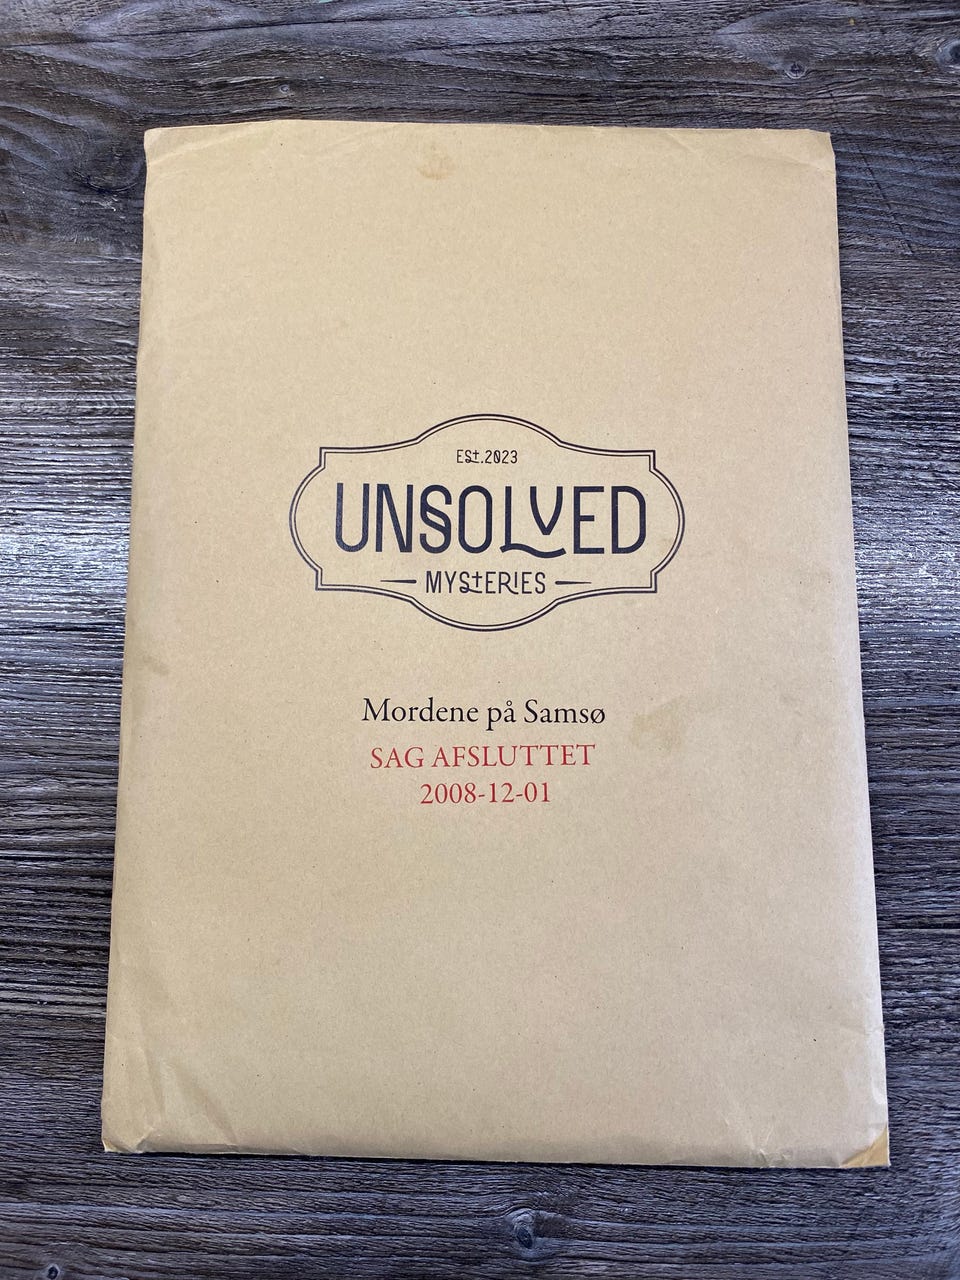 Est.2023
UNSOLVED
MYSTERIES
Mordene på Samsø
SAG AFSLUTTET
2008-12-01